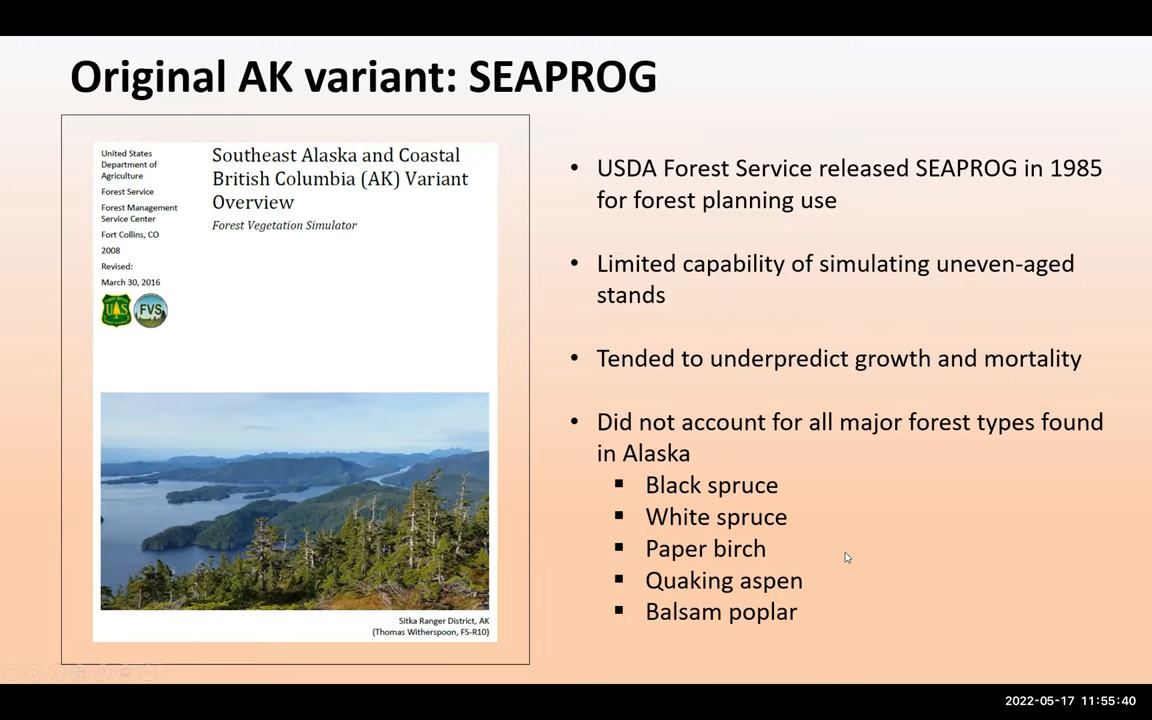 Original AK variant: SEAPROG
United States
Department of
Agriculture
Forest Service
Forest Management
Service Center
Fort Collins, CO
2008
Revised:
March 30, 2016
Southeast Alaska and Coastal
British Columbia (AK) Variant
Overview
Forest Vegetation Simulator
US
FVS
Sitka Ranger District, AK
(Thomas Witherspoon, FS-R10)
• USDA Forest Service released SEAPROG in 1985
for forest planning use
• Limited capability of simulating uneven-aged
stands
• Tended to underpredict growth and mortality
• Did not account for all major forest types found
in Alaska
▪ Black spruce
▪ White spruce
▪ Paper birch
▪ Quaking aspen
▪ Balsam poplar
2022-05-17 11:55:40